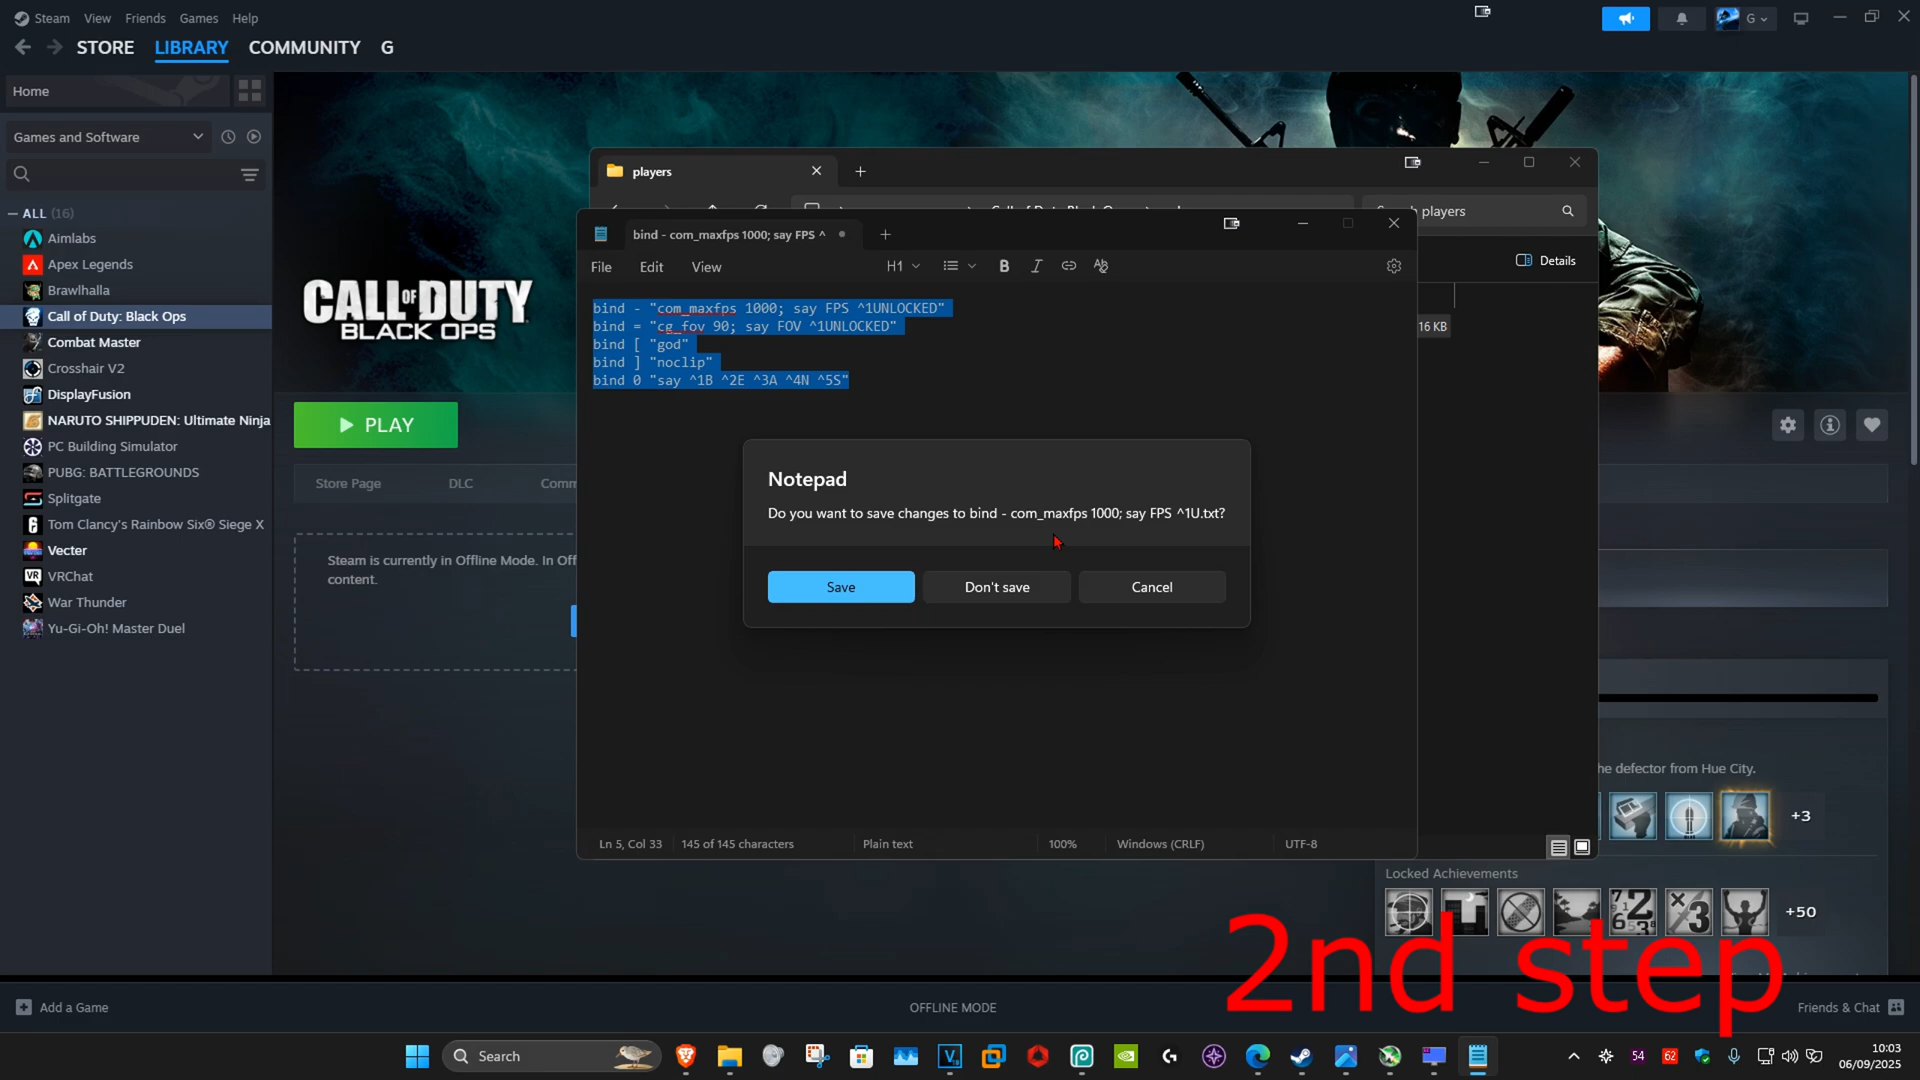 Steam View Friends Games Help
G
STORE LIBRARY COMMUNITY G
Home
Games and Software
ALL (16)
Aimlabs
Apex Legends
Brawlhalla
Call of Duty: Black Ops
Combat Master
Crosshair V2
DisplayFusion
NARUTO SHIPPUDEN: Ultimate Ninja
PC Building Simulator
PUBG: BATTLEGROUNDS
Splitgate
Tom Clancy's Rainbow Six® Siege X
Vecter
VRChat
War Thunder
Yu-Gi-Oh! Master Duel
CALL OF DUTY
BLACK OPS
PLAY
Store Page DLC Comm
Steam is currently in Offline Mode. In Off
content.
players
players
Details
16 KB
bind - com_maxfps 1000; say FPS ^
File Edit View
H1
bind - "com_maxfps 1000; say FPS ^1UNLOCKED"
bind = "cg_fov 90; say FOV ^1UNLOCKED"
bind [ "god"
bind ] "noclip"
bind 0 "say ^1B ^2E ^3A ^4N ^5S"
Notepad
Do you want to save changes to bind - com_maxfps 1000; say FPS ^1U.txt?
Save Don't save Cancel
Ln 5, Col 33 145 of 145 characters Plain text 100% Windows (CRLF) UTF-8
he defector from Hue City.
+3
Locked Achievements
+50
2nd step
Add a Game
OFFLINE MODE
Friends & Chat
Search
54
62
10:03
06/09/2025